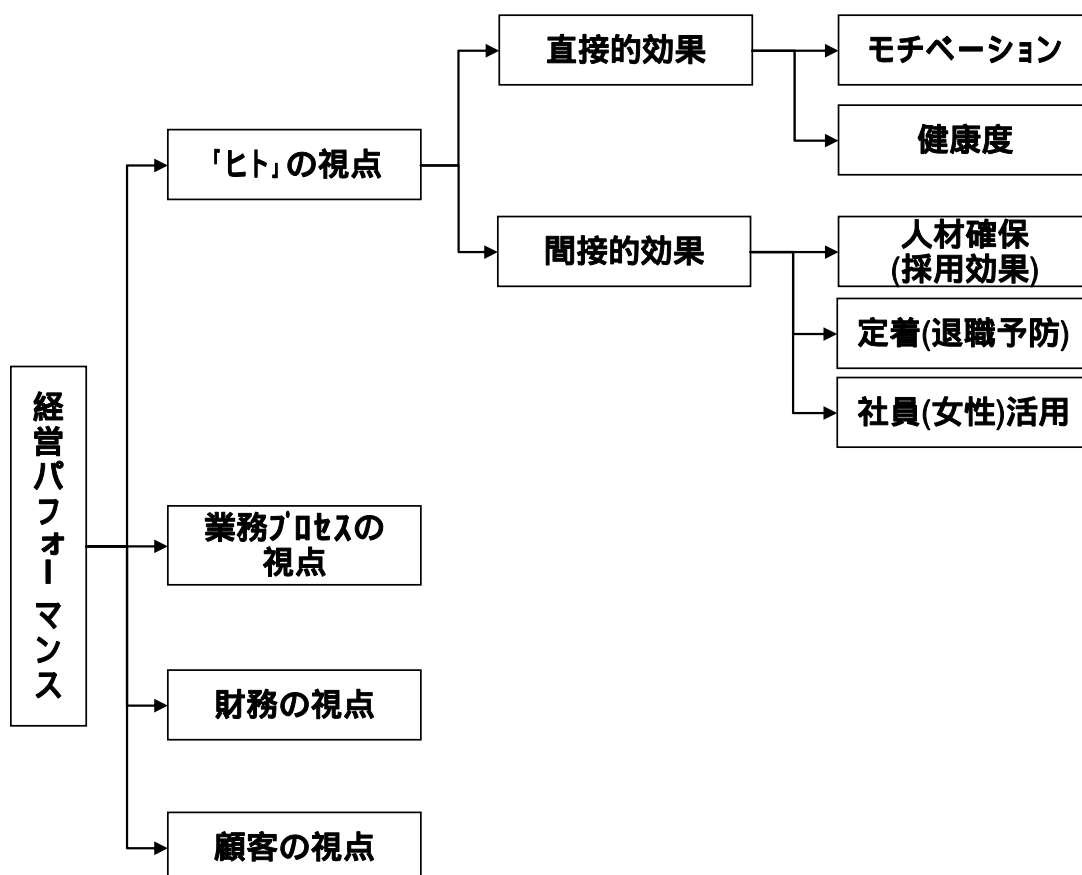 直接的効果
モチベーション
健康度
「ヒト」の視点
間接的効果
人材確保
(採用効果)
定着(退職予防)
社員(女性)活用
経営パフォーマンス
業務ﾌﾟﾛｾｽの
視点
財務の視点
顧客の視点